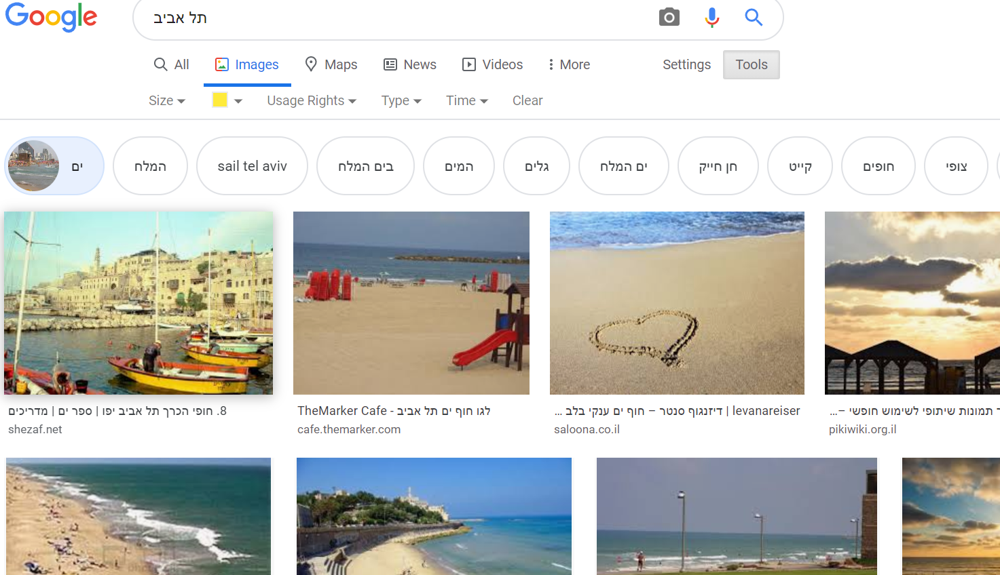 Google
תל אביב
All
Images
Maps
News
Videos
More
Settings
Tools
Size
Usage Rights
Type
Time
Clear
ים
המלח
sail tel aviv
בים המלח
המים
גלים
ים המלח
חן חייק
קייט
חופים
צופי
8. חופי הכרך תל אביב יפו | ספר ים | מדריכים
shezaf.net
TheMarker Cafe - לגו חוף ים תל אביב
cafe.themarker.com
... דיזנגוף סנטר – חוף ים ענקי בלב | levanareiser
saloona.co.il
תמונות שיתופי לשימוש חופשי –...
pikiwiki.org.il